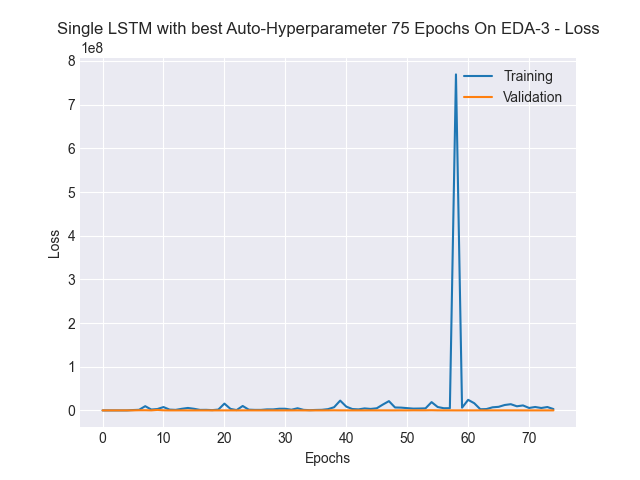 Single LSTM with best Auto-Hyperparameter 75 Epochs On EDA-3 - Loss
1e8
8
7
6
5
4
3
2
1
0
Loss
Training
Validation
0 10 20 30 40 50 60 70
Epochs